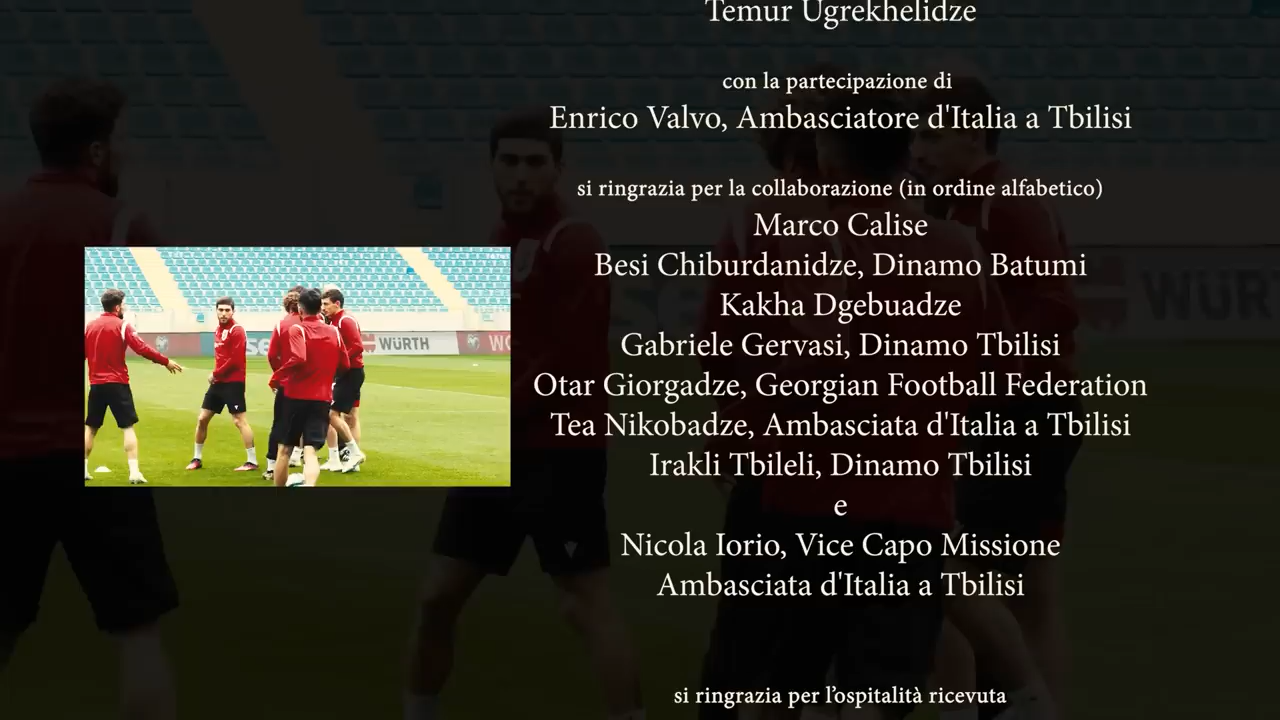 Temur Ugrekhelidze
con la partecipazione di
Enrico Valvo, Ambasciatore d'Italia a Tbilisi
si ringrazia per la collaborazione (in ordine alfabetico)
Marco Calise
Besi Chiburdanidze, Dinamo Batumi
Kakha Dgebuadze
Gabriele Gervasi, Dinamo Tbilisi
Otar Giorgadze, Georgian Football Federation
Tea Nikobadze, Ambasciata d'Italia a Tbilisi
Irakli Tbileli, Dinamo Tbilisi
e
Nicola Iorio, Vice Capo Missione
Ambasciata d'Italia a Tbilisi
si ringrazia per l'ospitalità ricevuta
WÜRTH